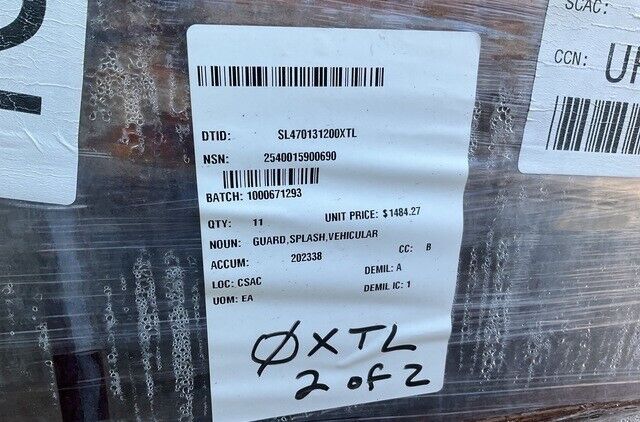 DTID: SL470131200XTL
NSN: 2540015900690
BATCH: 1000671293
QTY: 11 UNIT PRICE: $1484.27
NOUN: GUARD,SPLASH,VEHICULAR
ACCUM: 202338 CC: B
LOC: CSAC DEMIL: A
UOM: EA DEMIL IC: 1
ØXTL
2 of 2
SCAC:
CCN: